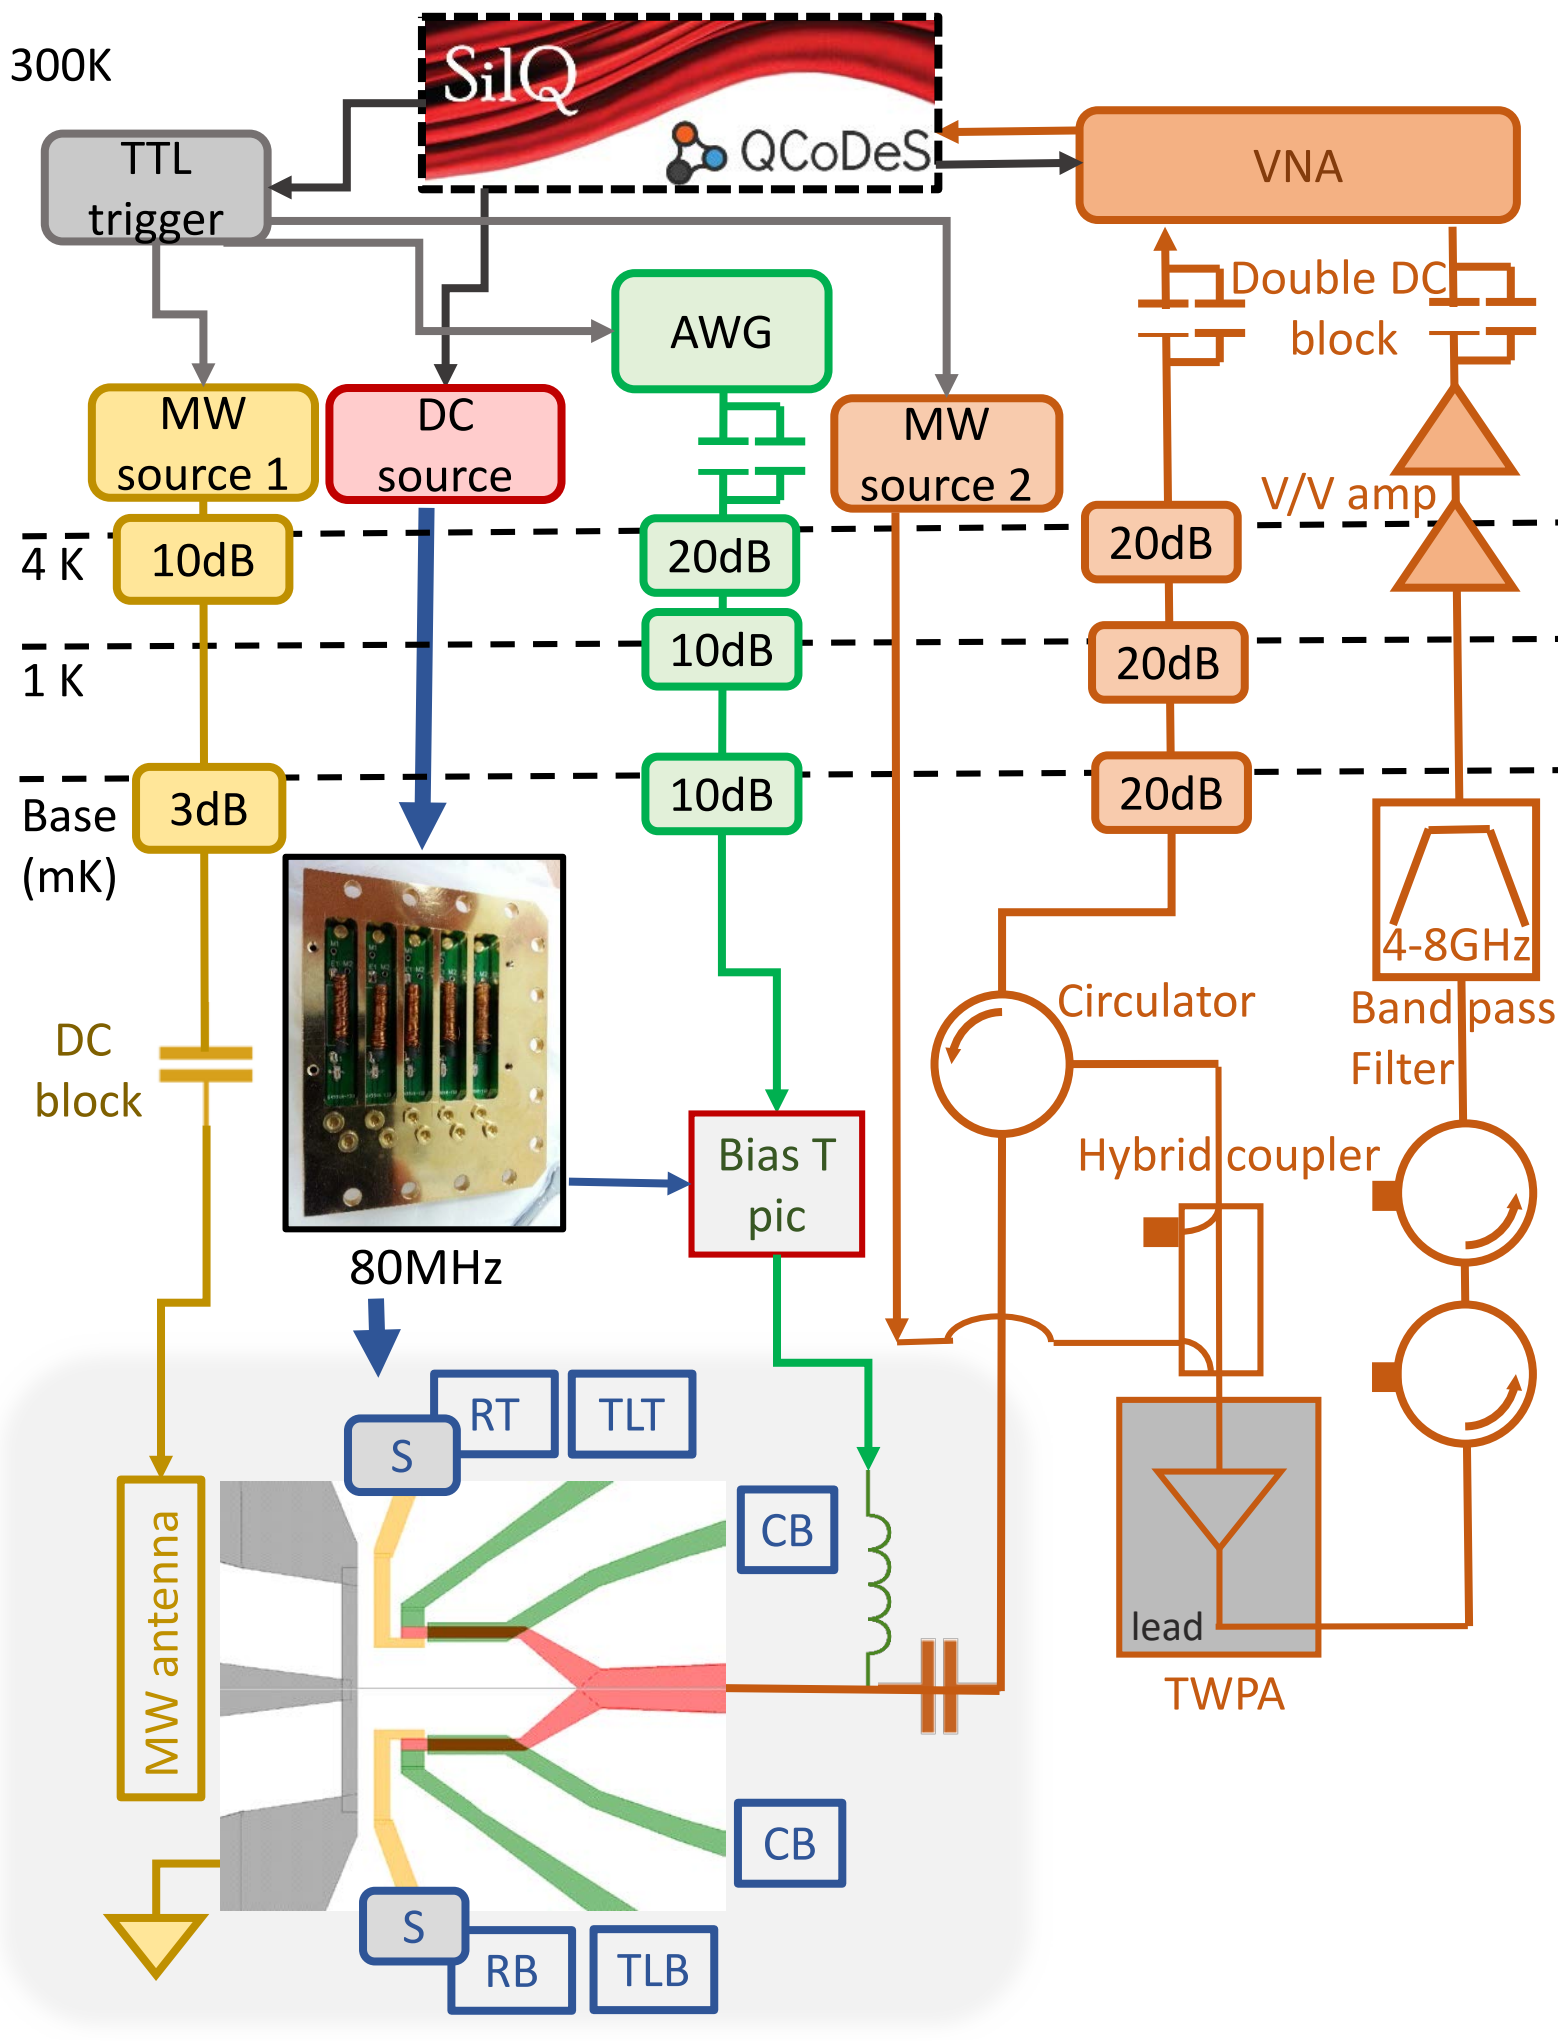 300K
SilQ
QCoDeS
TTL
trigger
VNA
Double DC
block
AWG
MW
source 1
DC
source
MW
source 2
V/V amp
4 K
10dB
20dB
20dB
1 K
10dB
20dB
Base
(mK)
3dB
10dB
20dB
4-8GHz
Band pass
Filter
Circulator
DC
block
Hybrid coupler
Bias T
pic
80MHz
RT
TLT
S
CB
MW antenna
lead
TWPA
CB
S
RB
TLB